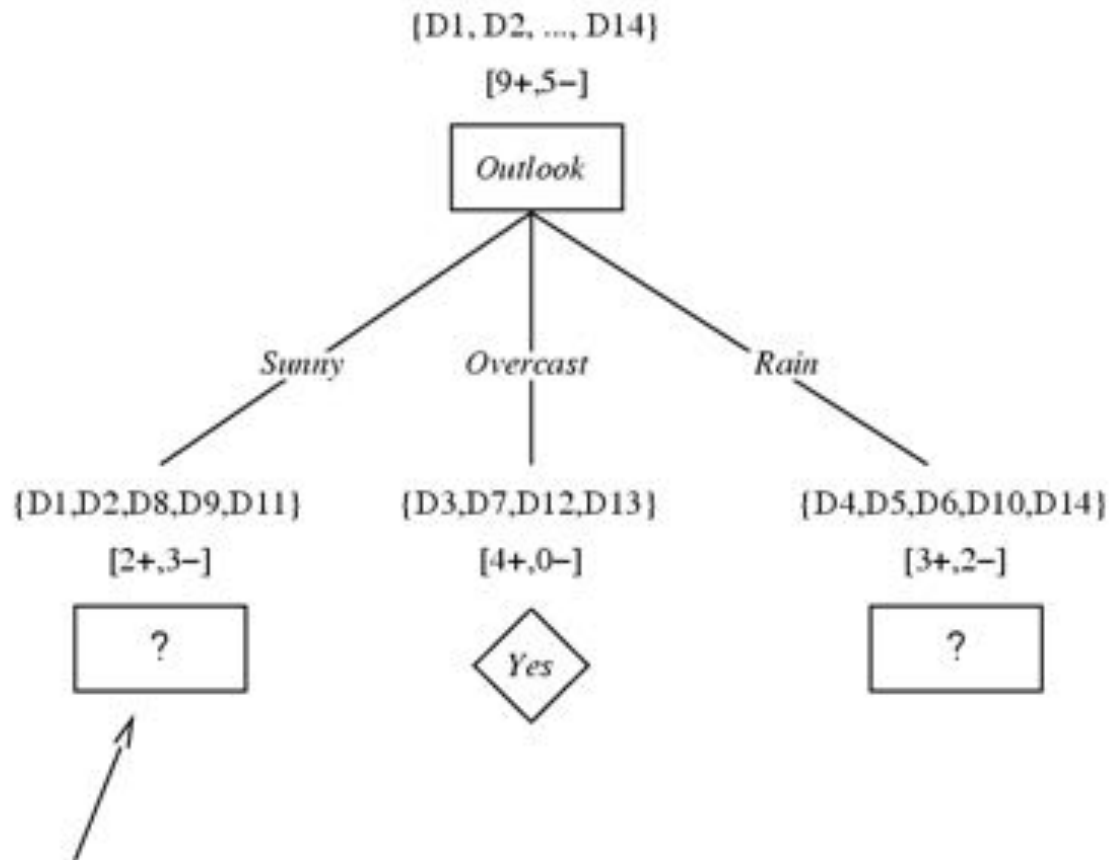 {D1, D2, ..., D14}
[9+,5−]
Outlook
Sunny
Overcast
Rain
{D1,D2,D8,D9,D11}
{D3,D7,D12,D13}
{D4,D5,D6,D10,D14}
[2+,3−]
[4+,0−]
[3+,2−]
?
Yes
?